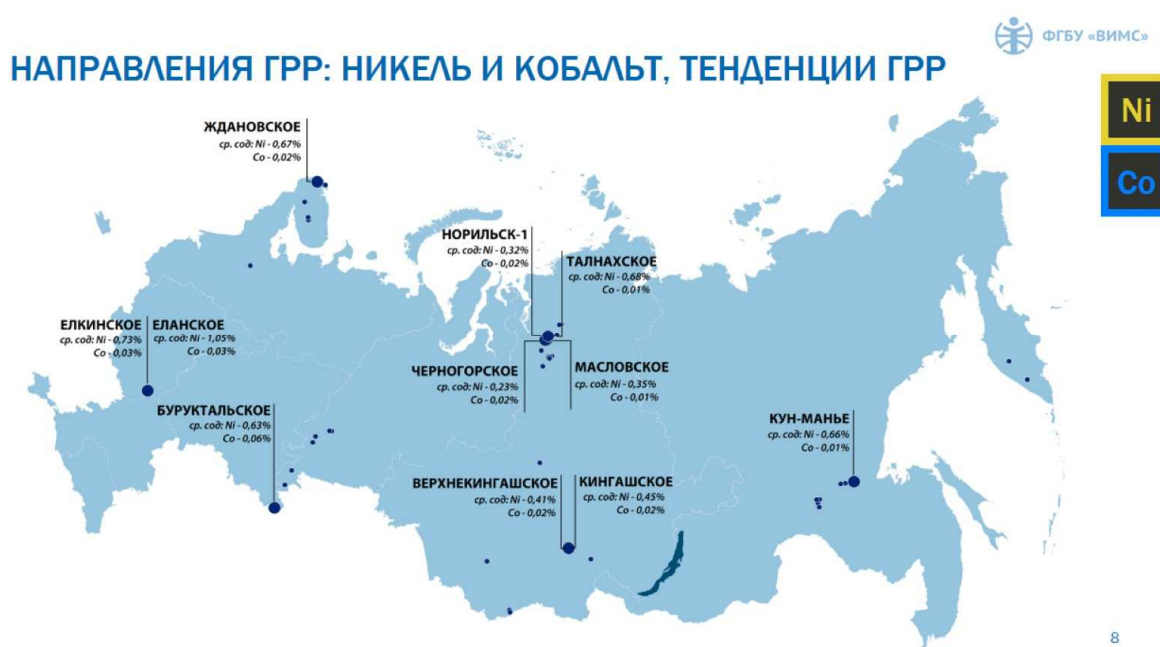 ФГБУ «ВИМС»
НАПРАВЛЕНИЯ ГРР: НИКЕЛЬ И КОБАЛЬТ, ТЕНДЕНЦИИ ГРР
Ni
Co
ЖДАНОВСКОЕ
ср. сод: Ni - 0,67%
Co - 0,02%
НОРИЛЬСК-1
ср. сод: Ni - 0,32%
Co - 0,02%
ТАЛНАХСКОЕ
ср. сод: Ni - 0,68%
Co - 0,01%
ЕЛКИНСКОЕ
ср. сод: Ni - 0,73%
Co - 0,03%
ЕЛАНСКОЕ
ср. сод: Ni - 1,05%
Co - 0,03%
ЧЕРНОГОРСКОЕ
ср. сод: Ni - 0,23%
Co - 0,02%
МАСЛОВСКОЕ
ср. сод: Ni - 0,35%
Co - 0,01%
БУРУКТАЛЬСКОЕ
ср. сод: Ni - 0,63%
Co - 0,06%
КУН-МАНЬЕ
ср. сод: Ni - 0,66%
Co - 0,01%
ВЕРХНЕКИНГАШСКОЕ
ср. сод: Ni - 0,41%
Co - 0,02%
КИНГАШСКОЕ
ср. сод: Ni - 0,45%
Co - 0,02%
8